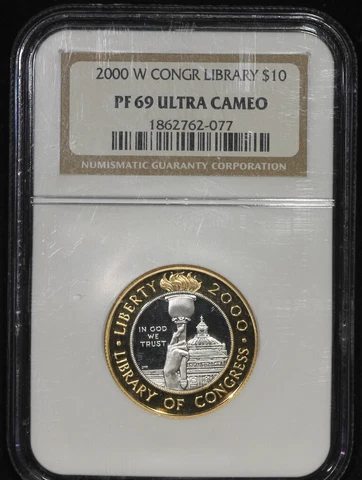 2000 W CONGR LIBRARY $10
PF 69 ULTRA CAMEO
1862762-077
NUMISMATIC GUARANTY CORPORATION
LIBERTY 2000
IN GOD
WE
TRUST
LIBRARY OF CONGRESS